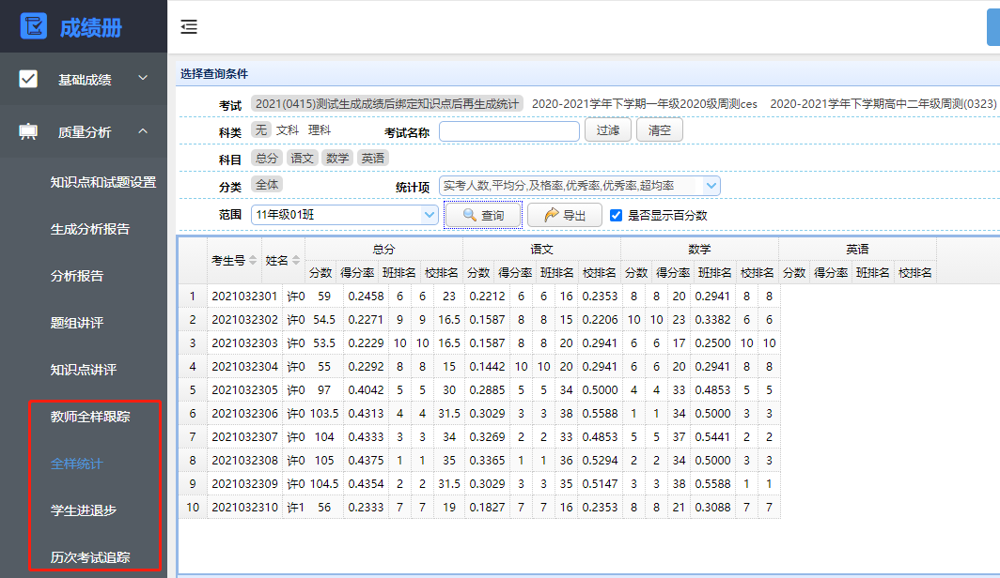 成绩册
基础成绩
质量分析
知识点和试题设置
生成分析报告
分析报告
题组讲评
知识点讲评
教师全样跟踪
全样统计
学生进退步
历次考试追踪
选择查询条件
考试 2021(0415)测试生成成绩后绑定知识点后再生成统计 2020-2021学年下学期一年级2020级周测ces 2020-2021学年下学期高中二年级周测(0323)
科类 无 文科 理科 考试名称 过滤 清空
科目 总分 语文 数学 英语
分类 全体 统计项 实考人数,平均分,及格率,优秀率,优秀率,超均率
范围 11年级01班 查询 导出 是否显示百分数
考生号 姓名 总分 语文 数学 英语
分数 得分率 班排名 校排名 分数 得分率 班排名 校排名 分数 得分率 班排名 校排名 分数 得分率 班排名 校排名
1 2021032301 许0 59 0.2458 6 6 23 0.2212 6 6 16 0.2353 8 8 20 0.2941 8 8
2 2021032302 许0 54.5 0.2271 9 9 16.5 0.1587 8 8 15 0.2206 10 10 23 0.3382 6 6
3 2021032303 许0 53.5 0.2229 10 10 16.5 0.1587 8 8 20 0.2941 6 6 17 0.2500 10 10
4 2021032304 许0 55 0.2292 8 8 15 0.1442 10 10 20 0.2941 6 6 20 0.2941 8 8
5 2021032305 许0 97 0.4042 5 5 30 0.2885 5 5 34 0.5000 4 4 33 0.4853 5 5
6 2021032306 许0 103.5 0.4313 4 4 31.5 0.3029 3 3 38 0.5588 1 1 34 0.5000 3 3
7 2021032307 许0 104 0.4333 3 3 34 0.3269 2 2 33 0.4853 5 5 37 0.5441 2 2
8 2021032308 许0 105 0.4375 1 1 35 0.3365 1 1 36 0.5294 2 2 34 0.5000 3 3
9 2021032309 许0 104.5 0.4354 2 2 31.5 0.3029 3 3 35 0.5147 3 3 38 0.5588 1 1
10 2021032310 许1 56 0.2333 7 7 19 0.1827 7 7 16 0.2353 8 8 21 0.3088 7 7